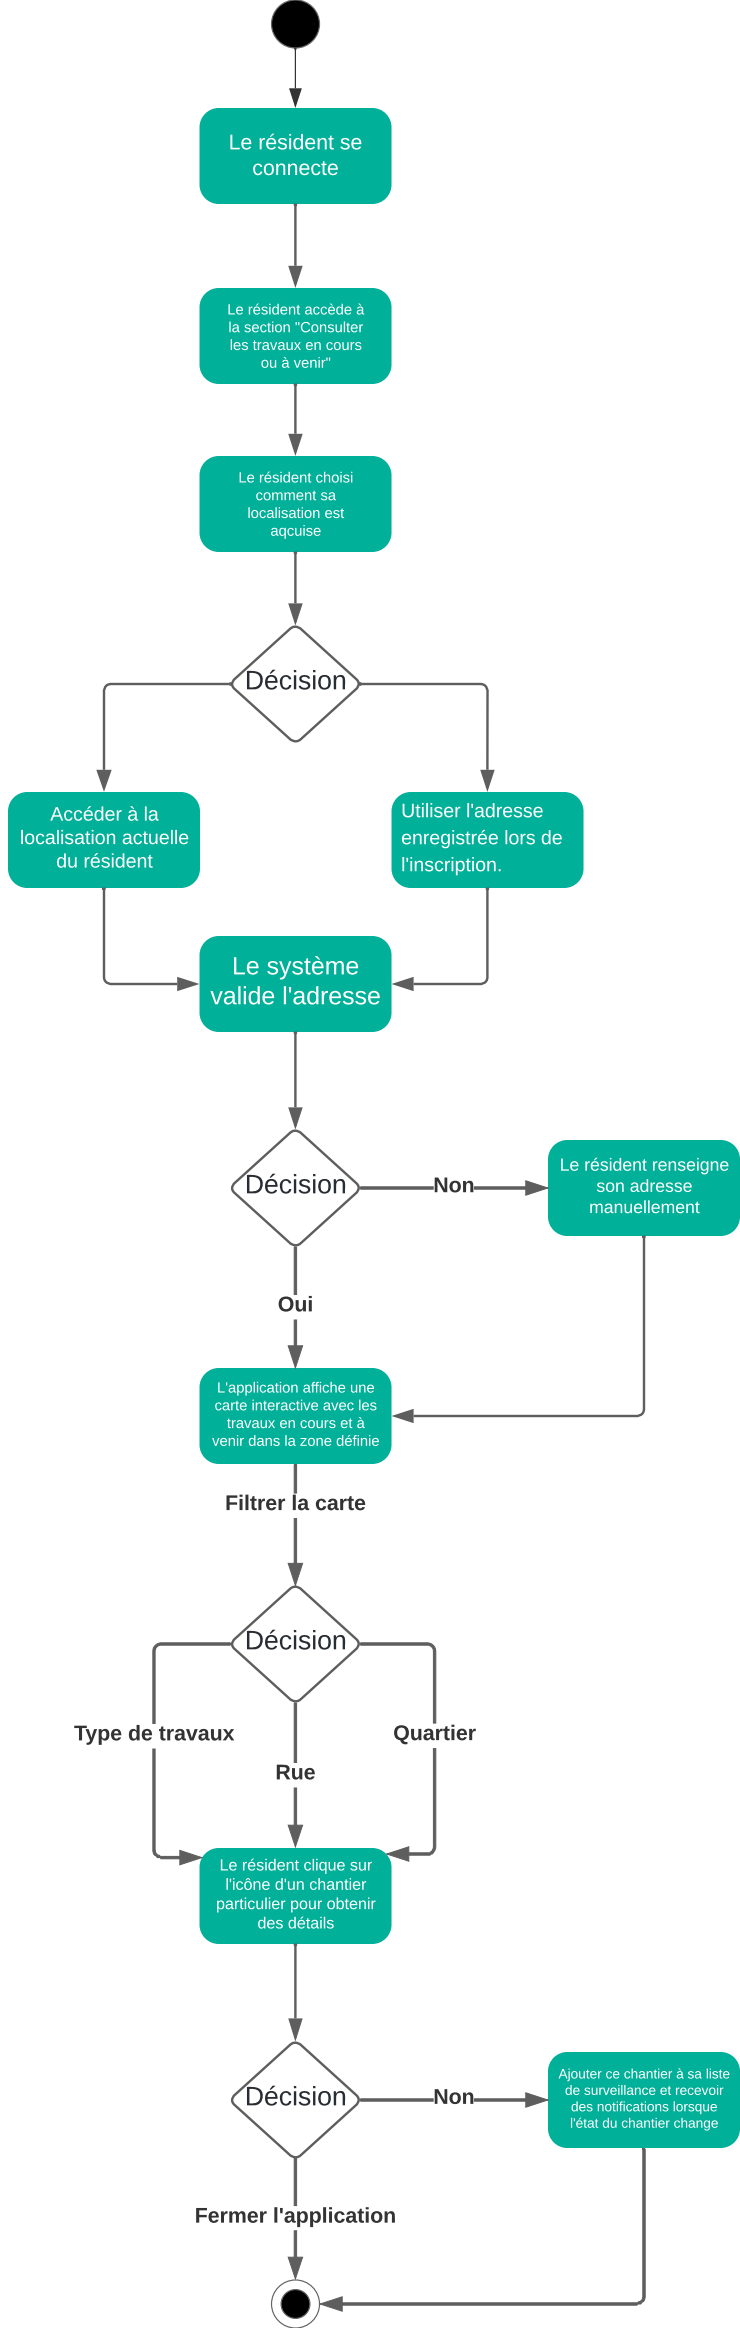 Le résident se
connecte
Le résident accède à
la section "Consulter
les travaux en cours
ou à venir"
Le résident choisi
comment sa
localisation est
aqcuise
Décision
Accéder à la
localisation actuelle
du résident
Utiliser l'adresse
enregistrée lors de
l'inscription.
Le système
valide l'adresse
Décision
Non
Le résident renseigne
son adresse
manuellement
Oui
L'application affiche une
carte interactive avec les
travaux en cours et à
venir dans la zone définie
Filtrer la carte
Décision
Type de travaux
Rue
Quartier
Le résident clique sur
l'icône d'un chantier
particulier pour obtenir
des détails
Décision
Non
Ajouter ce chantier à sa liste
de surveillance et recevoir
des notifications lorsque
l'état du chantier change
Fermer l'application